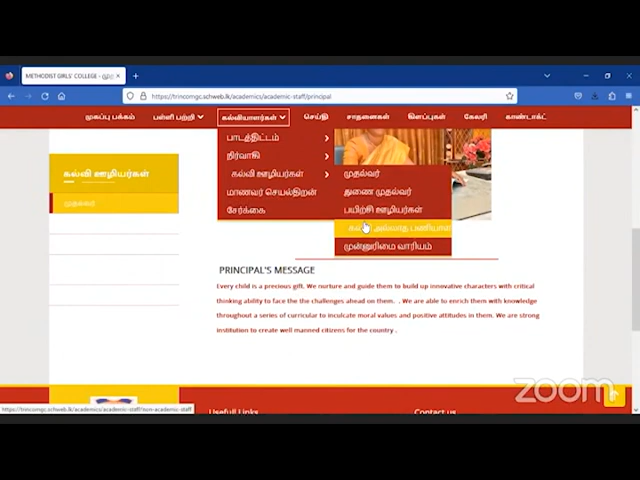 METHODIST GIRLS' COLLEGE - முத
https://trincomgc.schweb.lk/academics/academic-staff/principal
முகப்பு பக்கம் பள்ளி பற்றி கல்வியாளர்கள் செய்தி சாதனைகள் கிளப்புகள் கேலரி காண்டாக்ட்
பாடத்திட்டம்
நிர்வாகி
கல்வி ஊழியர்கள்
மாணவர் செயல்திறன்
சேர்க்கை
முதல்வர்
துணை முதல்வர்
பயிற்சி ஊழியர்கள்
அல்லாத பணியாள
முன்னுரிமை வாரியம்
கல்வி ஊழியர்கள்
முதல்வர்
PRINCIPAL'S MESSAGE
Every child is a precious gift. We nurture and guide them to build up innovative characters with critical
thinking ability to face the the challenges ahead on them. . We are able to enrich them with knowledge
throughout a series of curricular to inculcate moral values and positive attitudes in them. We are strong
institution to create well manned citizens for the country .
zoom
https://trincomgc.schweb.lk/academics/academic-staff/non-academic-staff
Usefull Links
Contact us